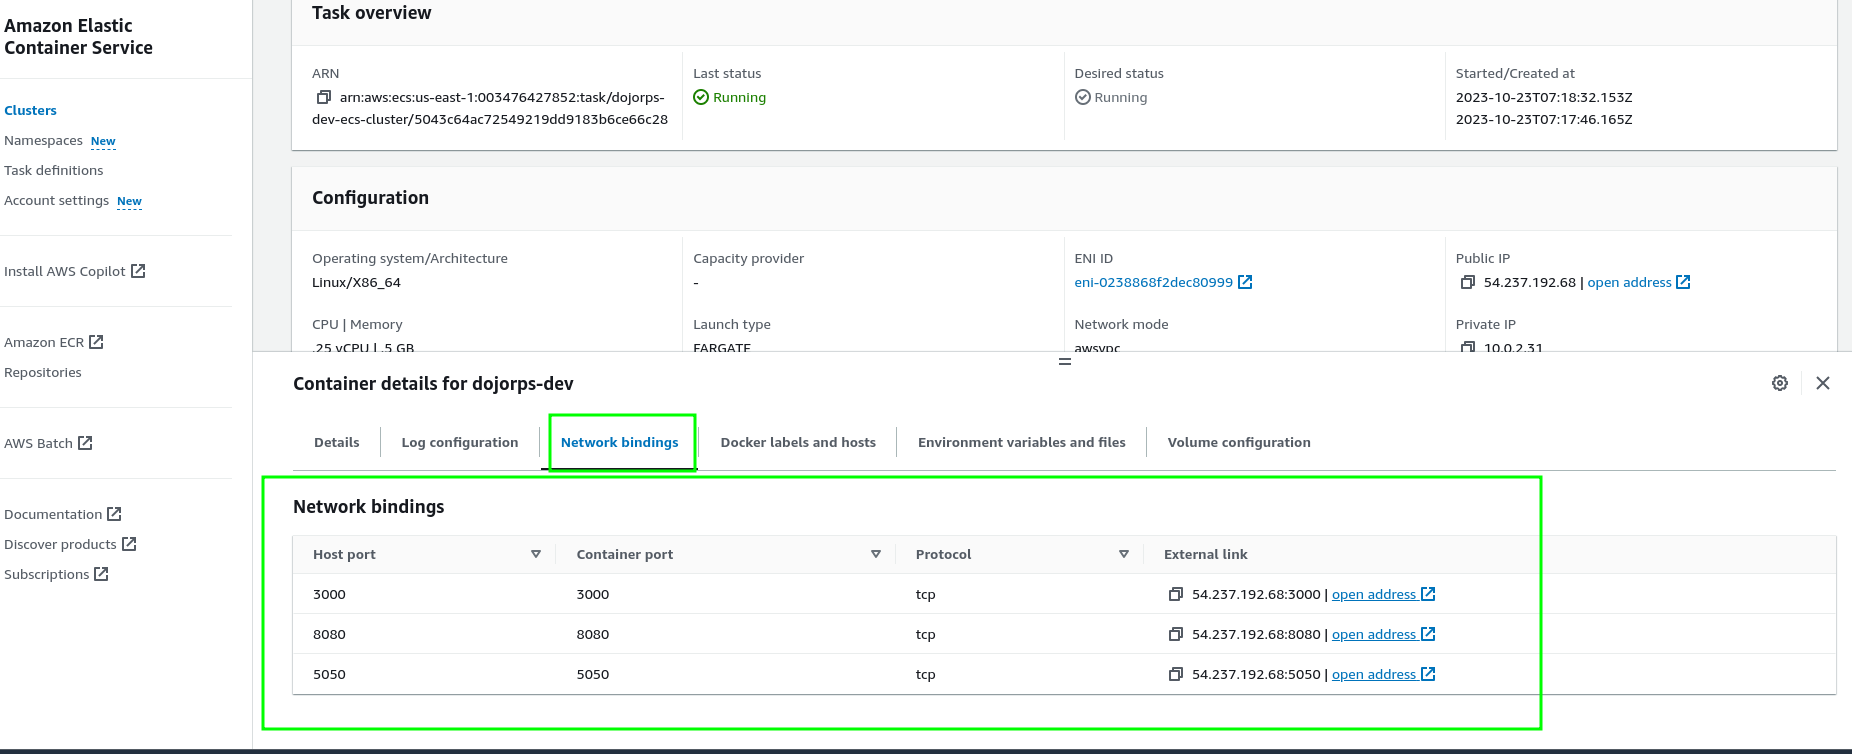 Amazon Elastic
Container Service
Clusters
Namespaces New
Task definitions
Account settings New
Install AWS Copilot
Amazon ECR
Repositories
AWS Batch
Documentation
Discover products
Subscriptions
Task overview
ARN
arn:aws:ecs:us-east-1:003476427852:task/dojorps-
dev-ecs-cluster/5043c64ac72549219dd9183b6ce66c28
Last status
Running
Desired status
Running
Started/Created at
2023-10-23T07:18:32.153Z
2023-10-23T07:17:46.165Z
Configuration
Operating system/Architecture
Linux/X86_64
Capacity provider
-
ENI ID
eni-0238868f2dec80999
Public IP
54.237.192.68 | open address
CPU | Memory
.25 vCPU | .5 GB
Launch type
FARGATE
Network mode
awsvpc
Private IP
10.0.2.31
Container details for dojorps-dev
Details Log configuration Network bindings Docker labels and hosts Environment variables and files Volume configuration
Network bindings
Host port Container port Protocol External link
3000 3000 tcp 54.237.192.68:3000 | open address
8080 8080 tcp 54.237.192.68:8080 | open address
5050 5050 tcp 54.237.192.68:5050 | open address